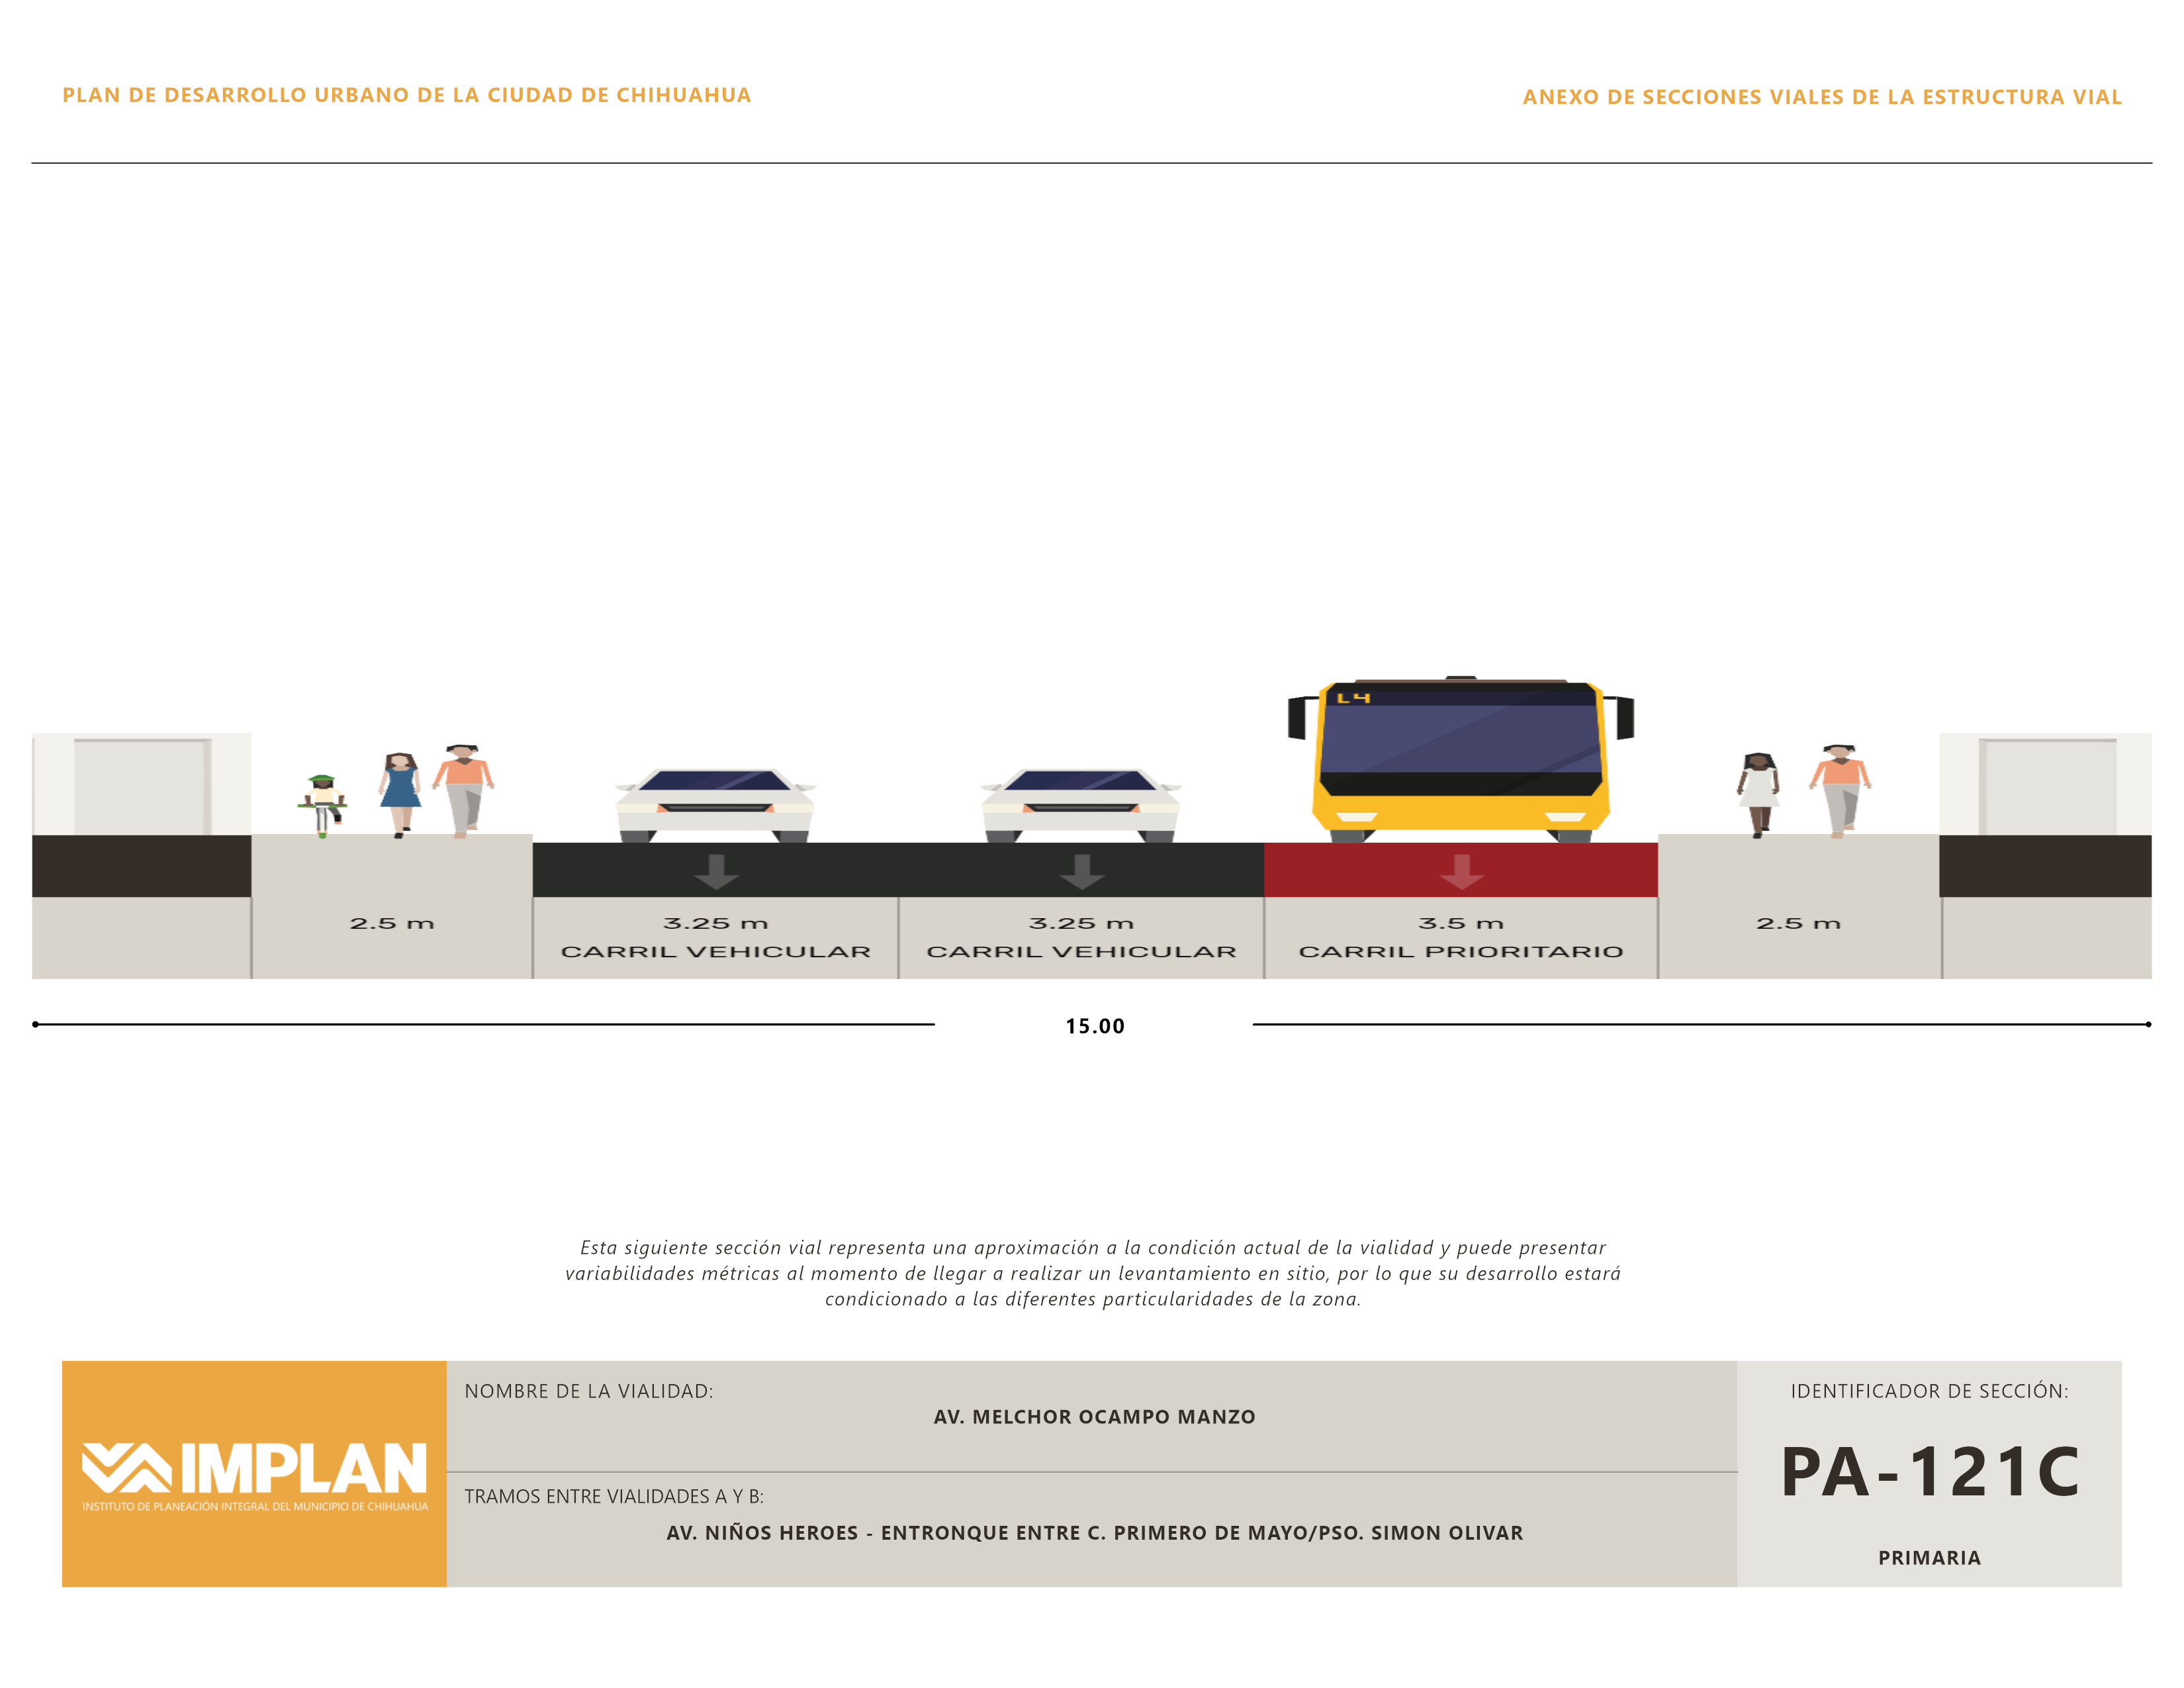 PLAN DE DESARROLLO URBANO DE LA CIUDAD DE CHIHUAHUA
ANEXO DE SECCIONES VIALES DE LA ESTRUCTURA VIAL
L4
2.5 m
3.25 m
CARRIL VEHICULAR
3.25 m
CARRIL VEHICULAR
3.5 m
CARRIL PRIORITARIO
2.5 m
15.00
Esta siguiente sección vial representa una aproximación a la condición actual de la vialidad y puede presentar
variabilidades métricas al momento de llegar a realizar un levantamiento en sitio, por lo que su desarrollo estará
condicionado a las diferentes particularidades de la zona.
IMPLAN
INSTITUTO DE PLANEACIÓN INTEGRAL DEL MUNICIPIO DE CHIHUAHUA
NOMBRE DE LA VIALIDAD:
AV. MELCHOR OCAMPO MANZO
TRAMOS ENTRE VIALIDADES A Y B:
AV. NIÑOS HEROES - ENTRONQUE ENTRE C. PRIMERO DE MAYO/PSO. SIMON OLIVAR
IDENTIFICADOR DE SECCIÓN:
PA-121C
PRIMARIA